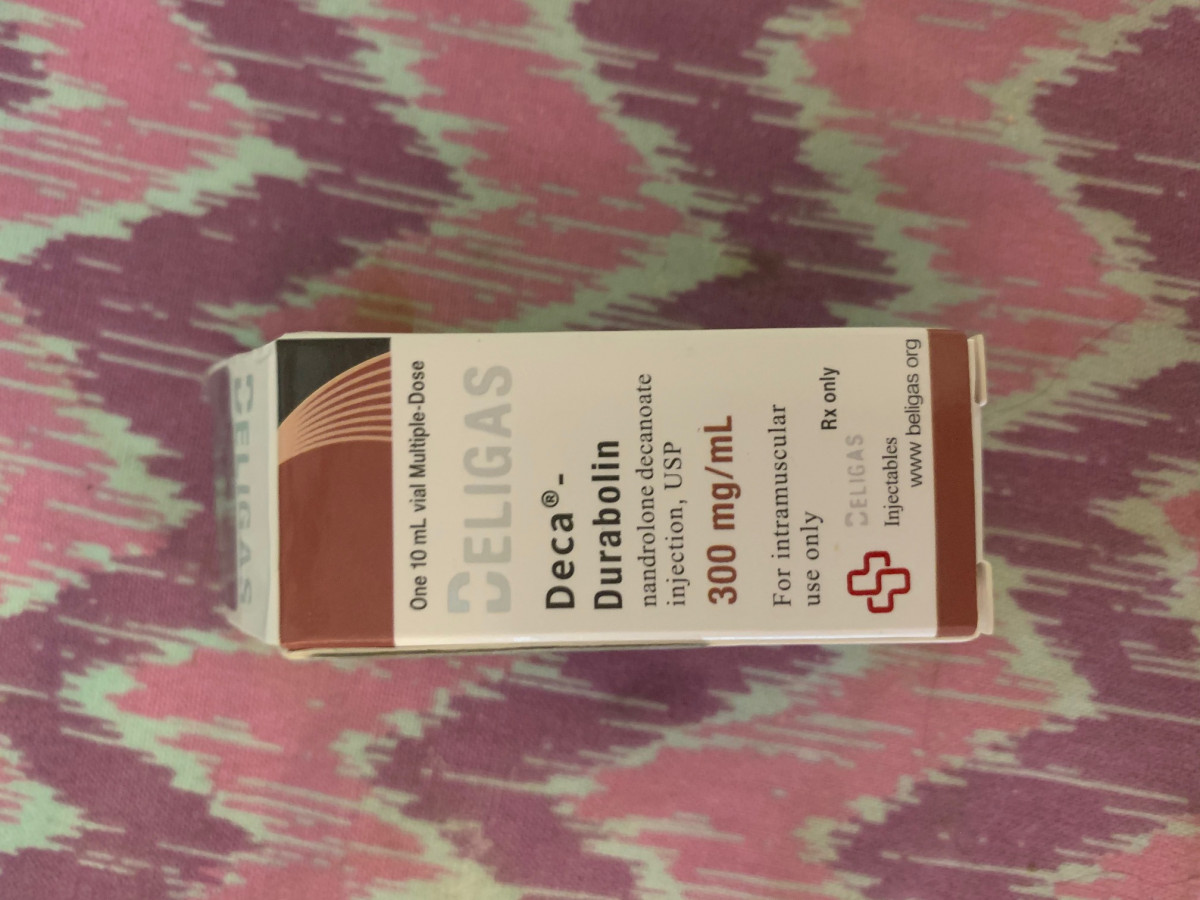 BELIGAS
One 10 mL vial Multiple-Dose
BELIGAS
Deca®-
Durabolin
nandrolone decanoate
injection, USP
300 mg/mL
For intramuscular
use only
Rx only
BELIGAS
Injectables
www beligas org